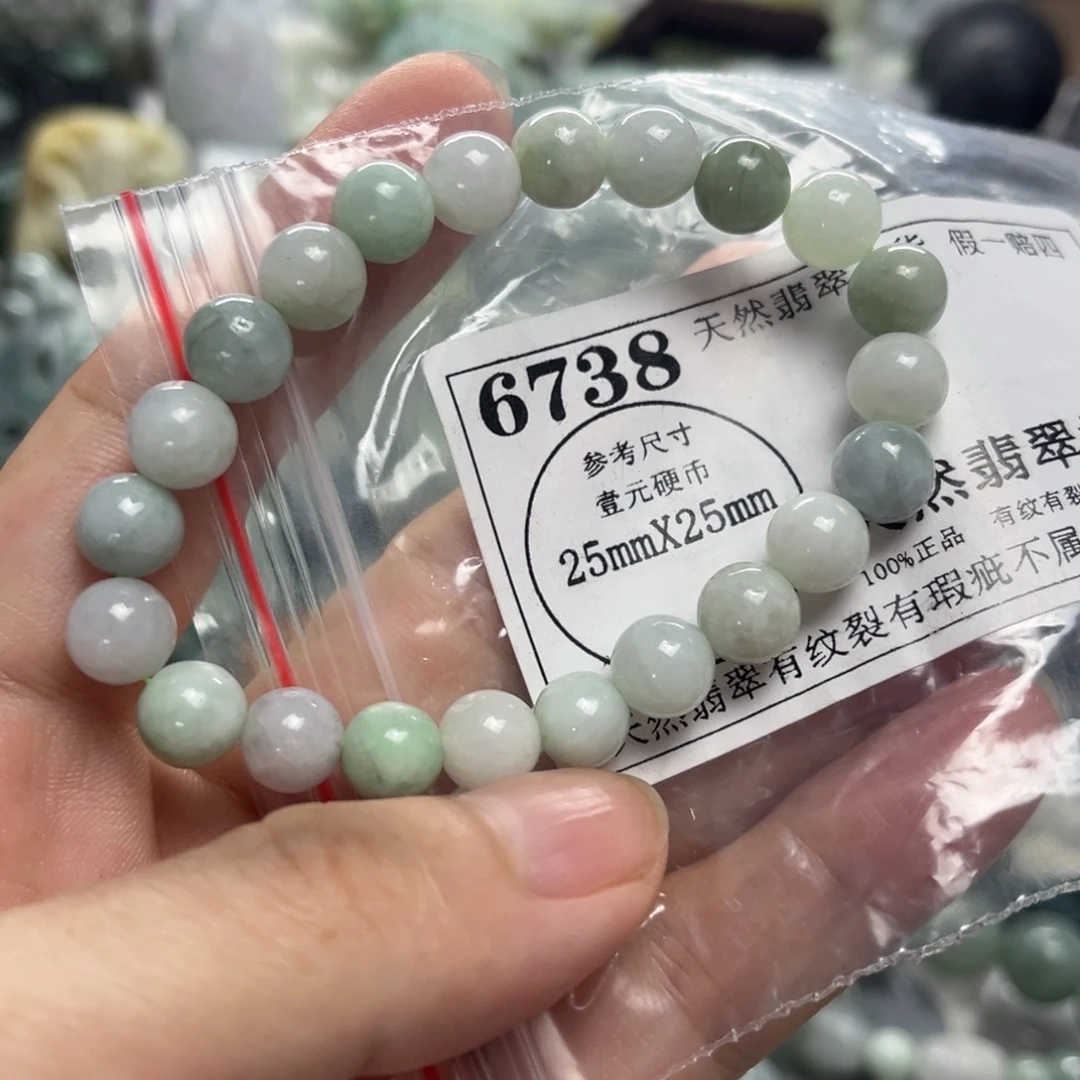 假一赔四
天然翡翠
6738
参考尺寸
壹元硬币
25mmX25mm
然翡翠
有纹有裂
100%正品
天然翡翠有纹裂有瑕疵不属